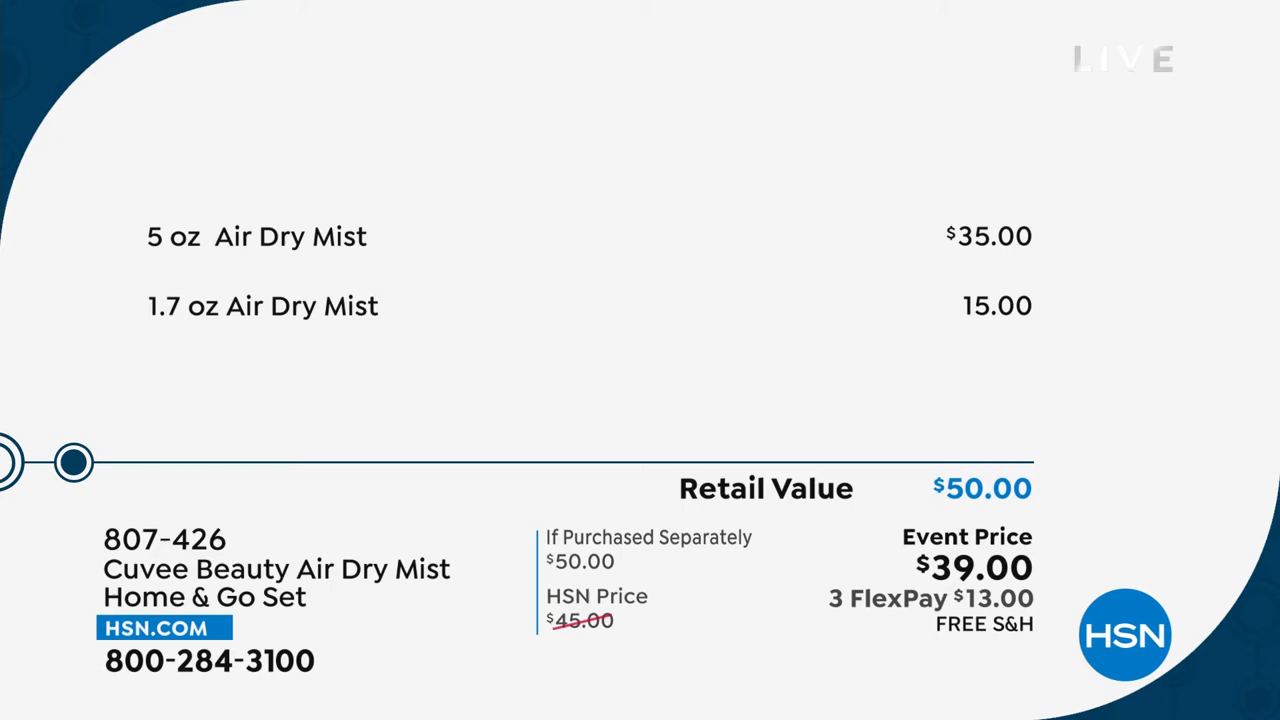 LIVE
5 oz Air Dry Mist $35.00
1.7 oz Air Dry Mist 15.00
Retail Value $50.00
807-426
Cuvee Beauty Air Dry Mist
Home & Go Set
HSN.COM
800-284-3100
If Purchased Separately
$50.00
HSN Price
$45.00
Event Price
$39.00
3 FlexPay $13.00
FREE S&H
HSN